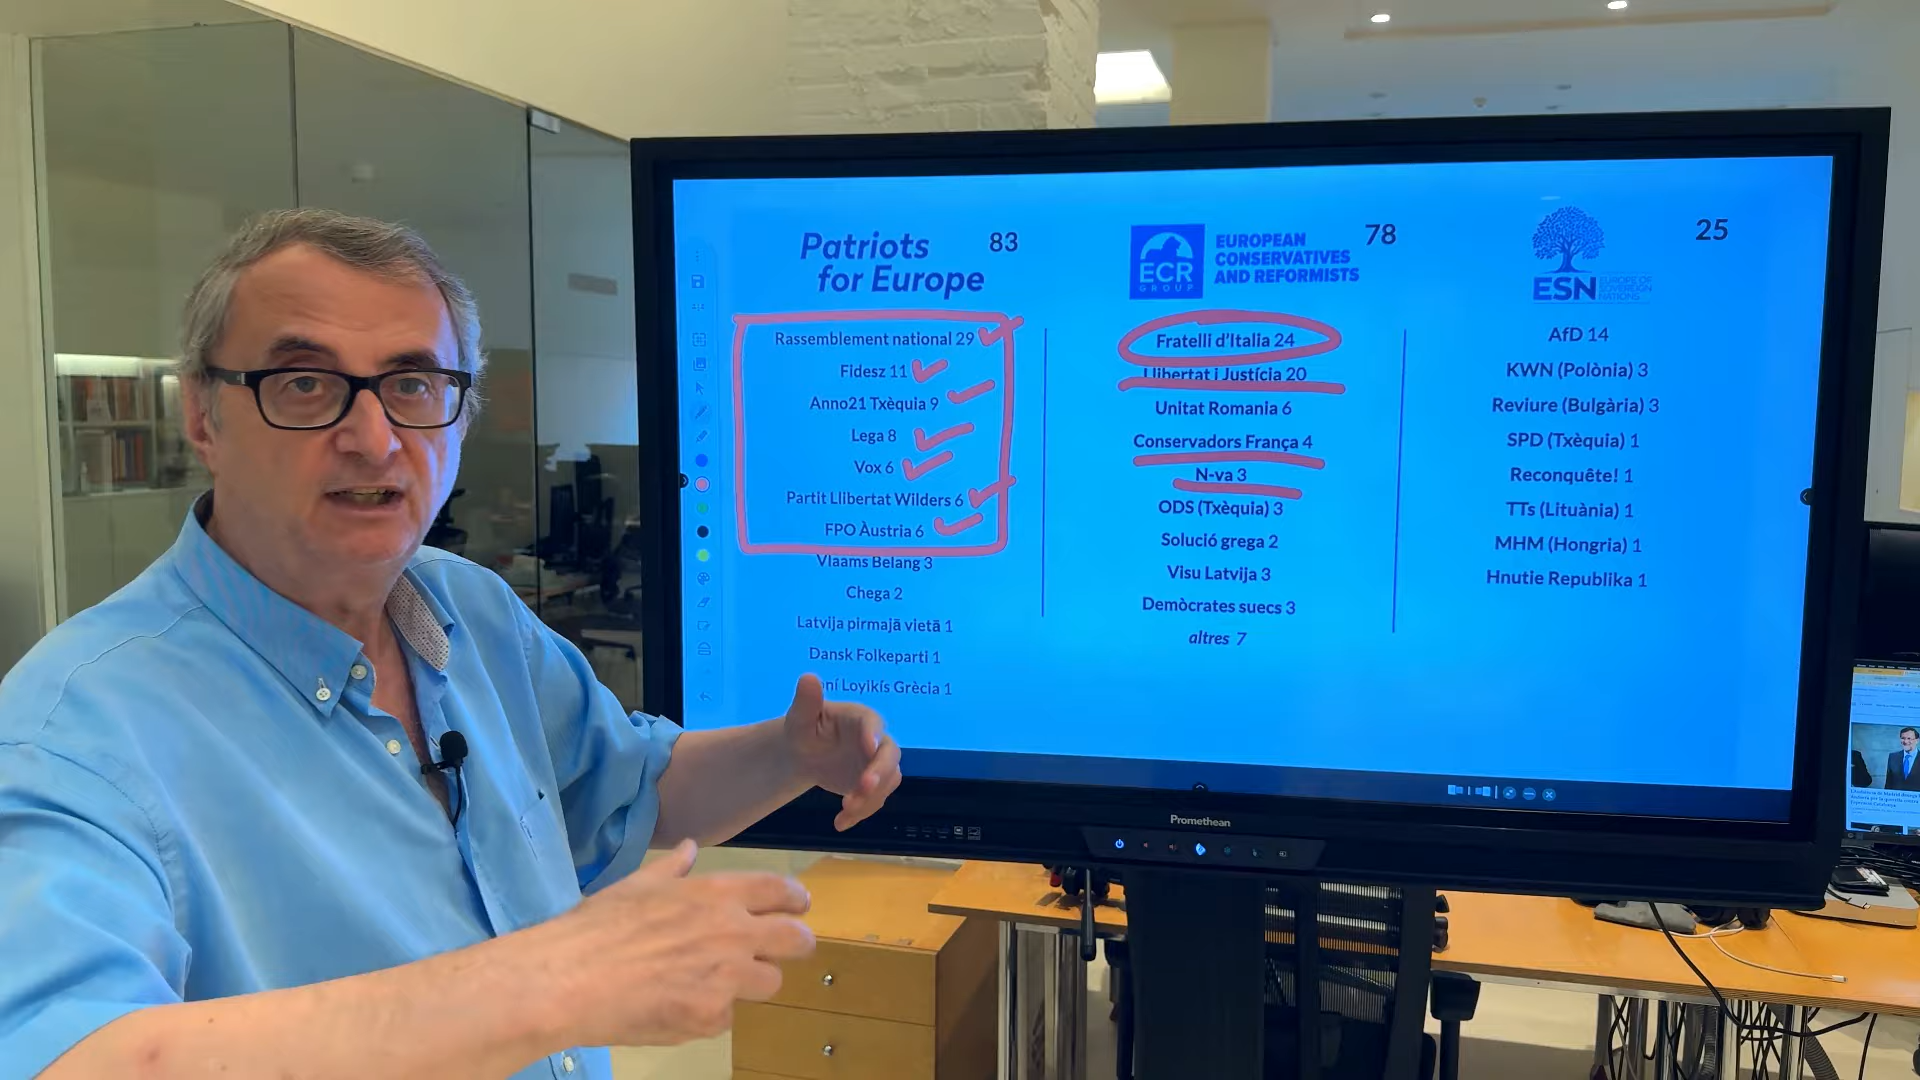 Patriots
for Europe
83
Rassemblement national 29
Fidesz 11
Anno21 Txèquia 9
Lega 8
Vox 6
Partit Llibertat Wilders 6
FPO Àustria 6
Vlaams Belang 3
Chega 2
Latvija pirmajā vietā 1
Dansk Folkeparti 1
Loyikís Grècia 1
ECR
GROUP
EUROPEAN
CONSERVATIVES
AND REFORMISTS
78
Fratelli d'Italia 24
Llibertat i Justícia 20
Unitat Romania 6
Conservadors França 4
N-va 3
ODS (Txèquia) 3
Solució grega 2
Visu Latvija 3
Demòcrates suecs 3
altres 7
ESN
EUROPE OF
SOVEREIGN
NATIONS
25
AfD 14
KWN (Polònia) 3
Reviure (Bulgària) 3
SPD (Txèquia) 1
Reconquête! 1
TTs (Lituània) 1
MHM (Hongria) 1
Hnutie Republika 1
Promethean